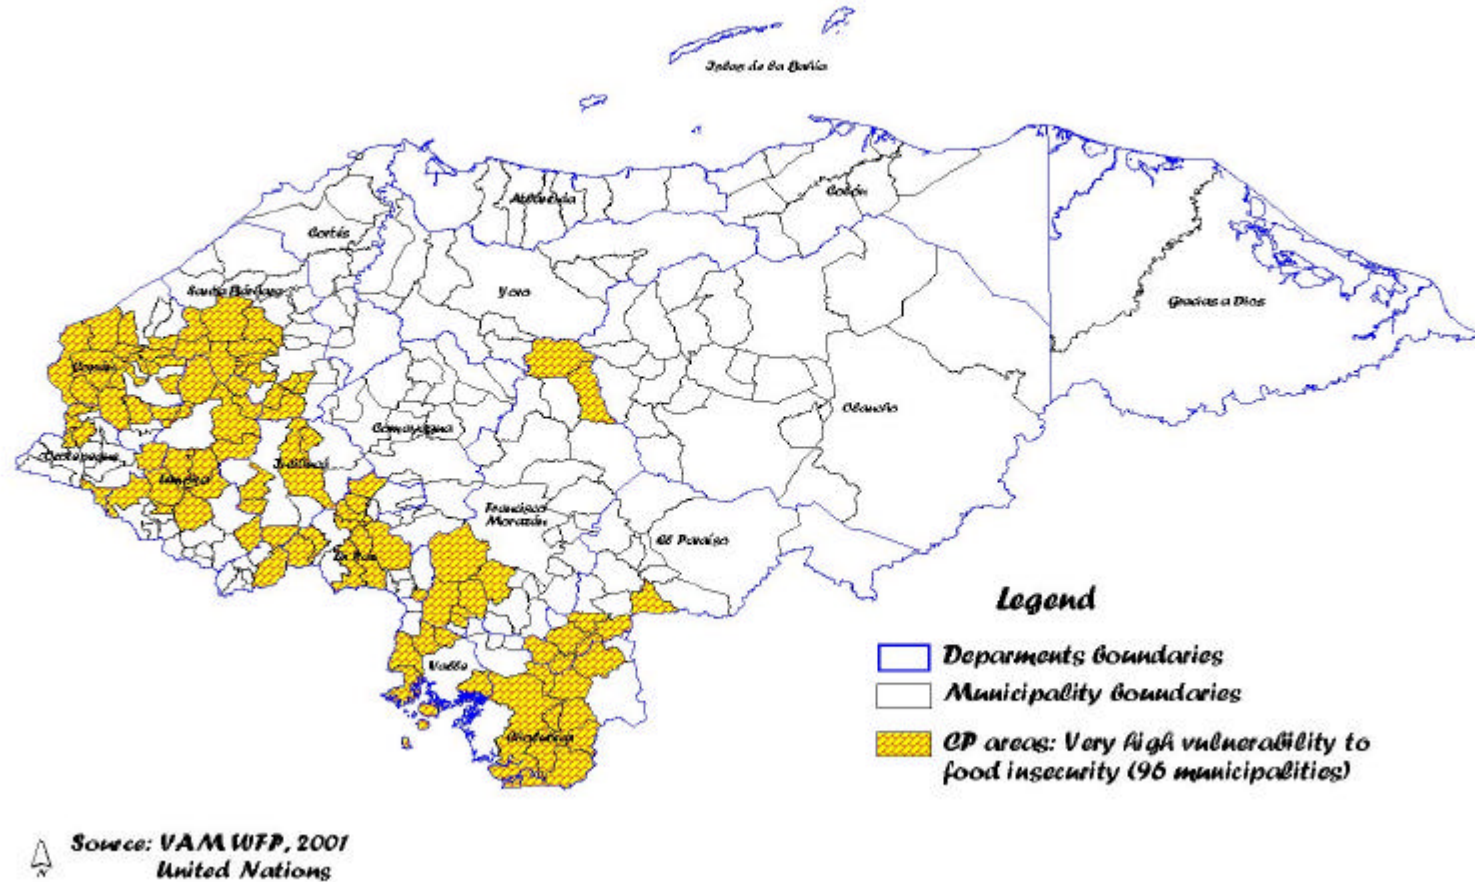 Islas de la Bahía
Atlántida
Colón
Cortés
Santa Bárbara
Yoro
Gracias a Dios
Copán
Olancho
Comayagua
Ocotepeque
Intibucá
Lempira
Francisco
Morazán
El Paraíso
La Paz
Valle
Choluteca
Legend
Deparments boundaries
Municipality boundaries
CP areas: Very high vulnerability to
food insecurity (96 municipalities)
Source: VAM WFP, 2001
United Nations
N